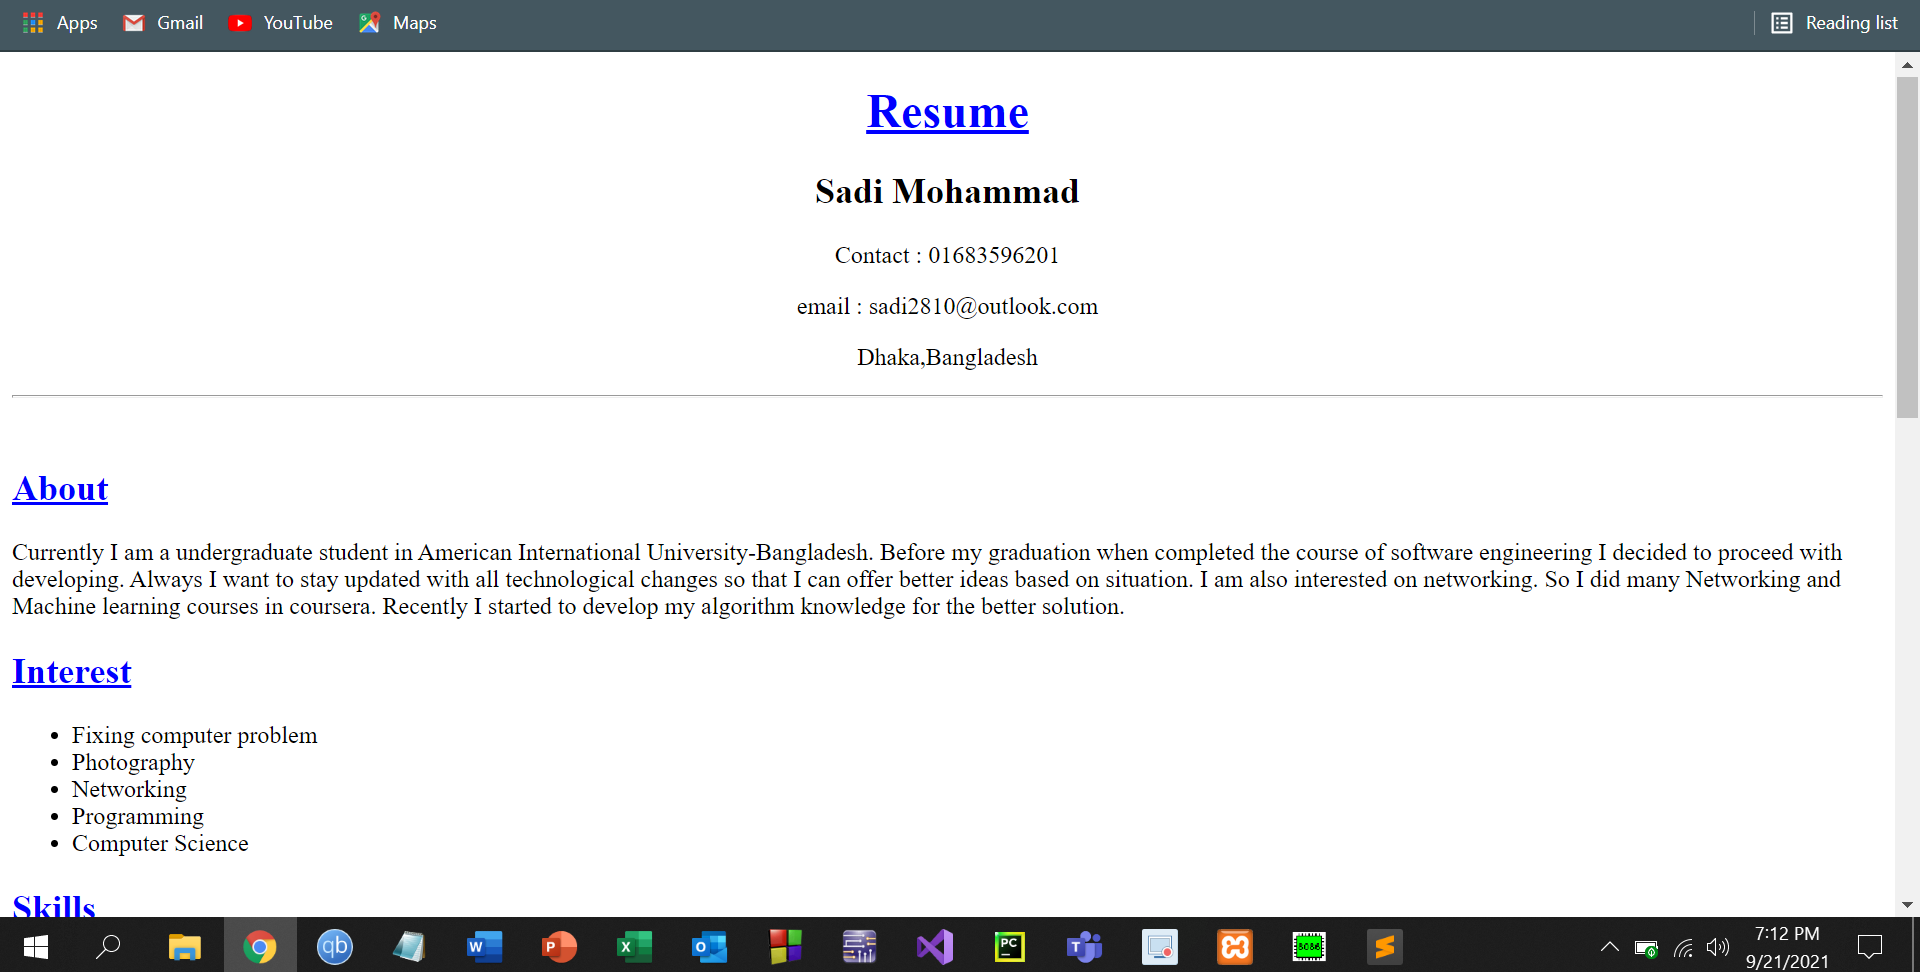 Apps Gmail YouTube Maps Reading list
Resume
Sadi Mohammad
Contact : 01683596201
email : sadi2810@outlook.com
Dhaka,Bangladesh
About
Currently I am a undergraduate student in American International University-Bangladesh. Before my graduation when completed the course of software engineering I decided to proceed with
developing. Always I want to stay updated with all technological changes so that I can offer better ideas based on situation. I am also interested on networking. So I did many Networking and
Machine learning courses in coursera. Recently I started to develop my algorithm knowledge for the better solution.
Interest
Fixing computer problem
Photography
Networking
Programming
Computer Science
Skills
qb W P X O PC T 8086 S
7:12 PM
9/21/2021